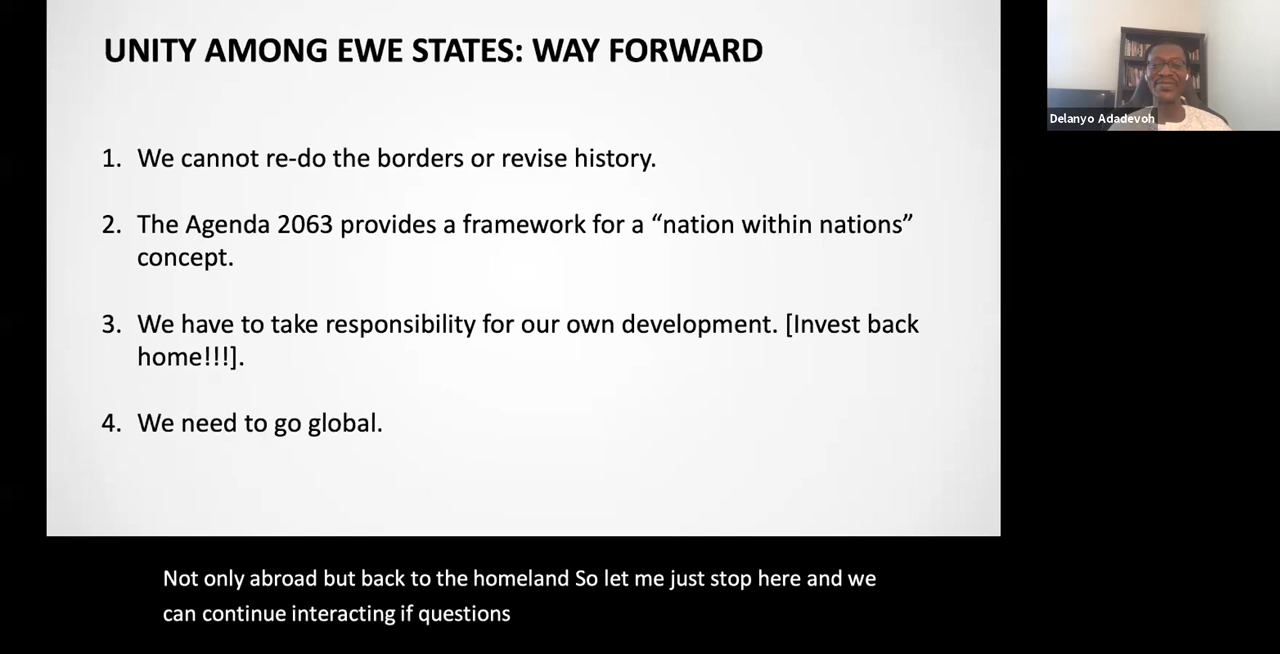 UNITY AMONG EWE STATES: WAY FORWARD
1. We cannot re-do the borders or revise history.
2. The Agenda 2063 provides a framework for a “nation within nations”
concept.
3. We have to take responsibility for our own development. [Invest back
home!!!].
4. We need to go global.
Delanyo Adadevoh
Not only abroad but back to the homeland So let me just stop here and we
can continue interacting if questions